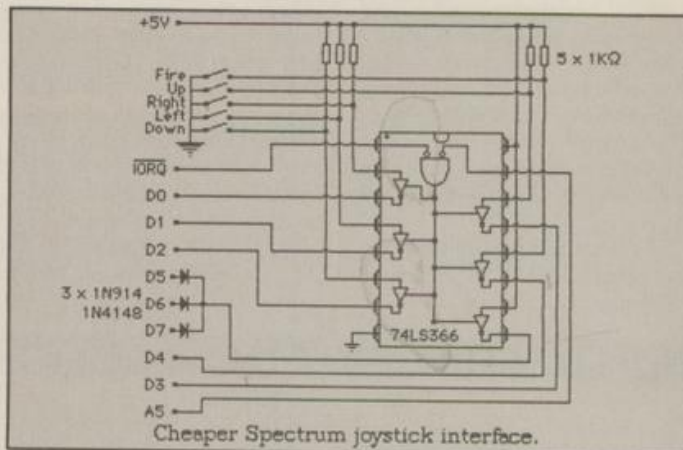 +5V
5 x 1KΩ
Fire
Up
Right
Left
Down
IORQ
D0
D1
D2
D5
3 x 1N914 D6
1N4148
D7
74LS366
D4
D3
A5
Cheaper Spectrum joystick interface.